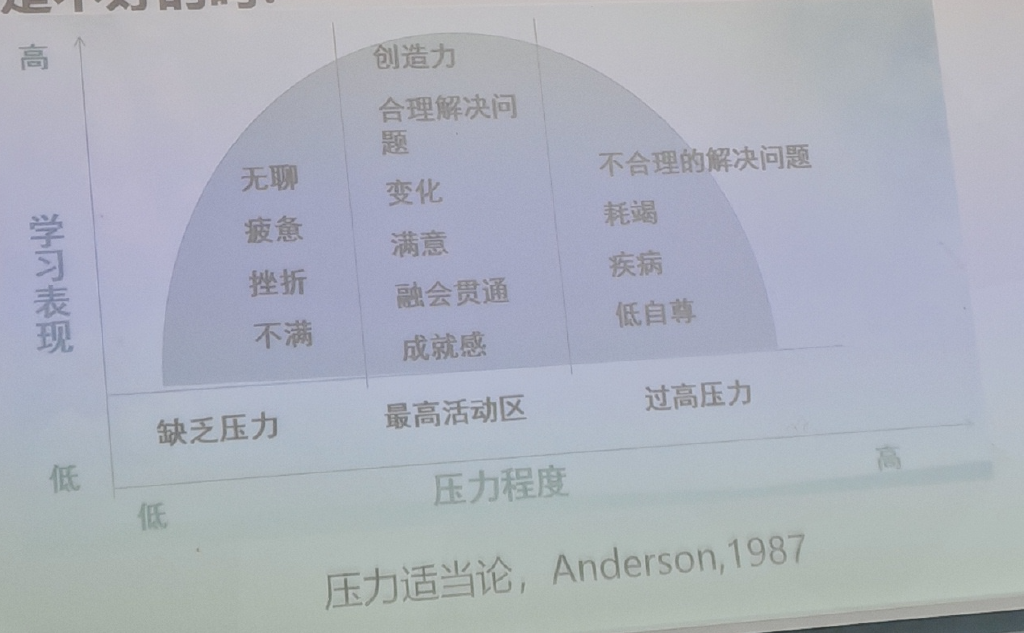 高
创造力
合理解决问
题
变化
满意
融会贯通
成就感
无聊
疲惫
挫折
不满
不合理的解决问题
耗竭
疾病
低自尊
学习表现
缺乏压力
最高活动区
过高压力
低
低
压力程度
高
压力适当论，Anderson,1987